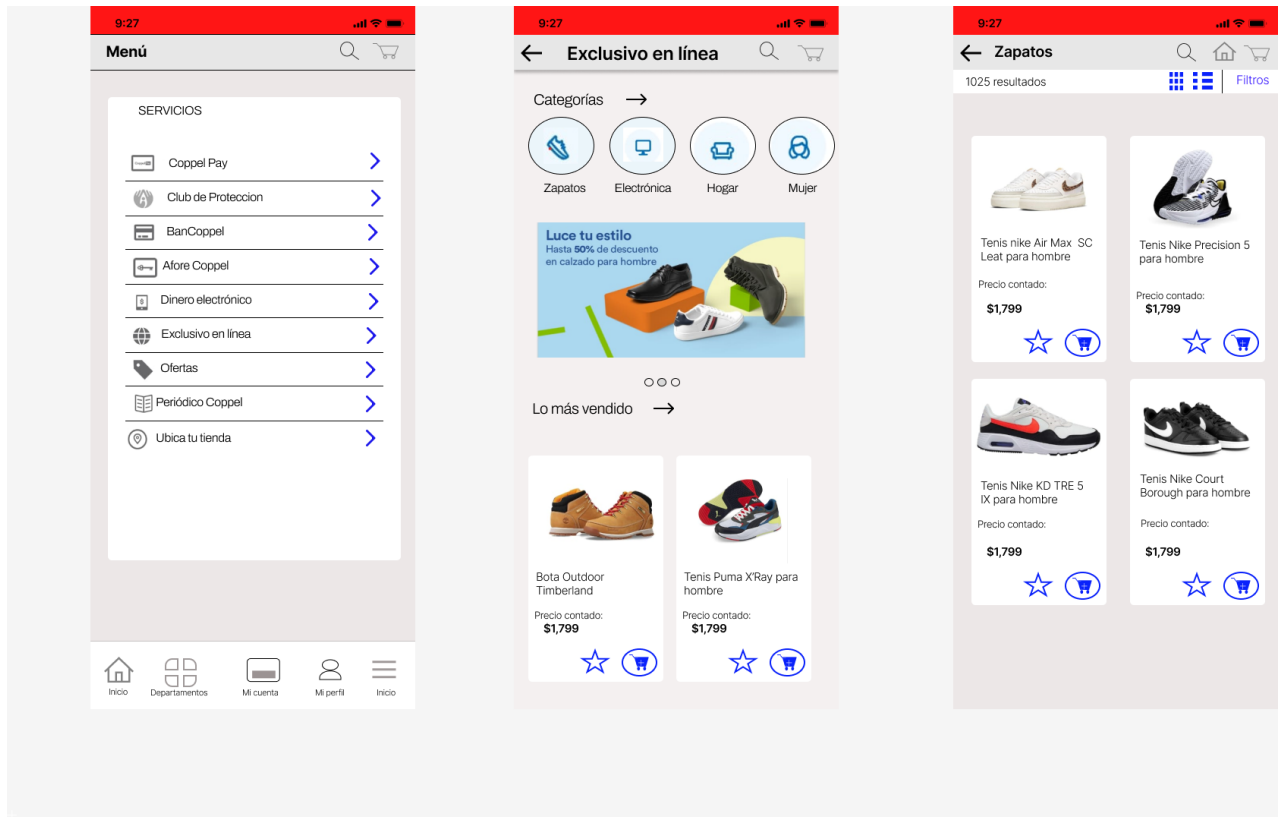 9:27
Menú
SERVICIOS
Coppel Pay
Club de Proteccion
BanCoppel
Afore Coppel
Dinero electrónico
Exclusivo en línea
Ofertas
Periódico Coppel
Ubica tu tienda
Inicio
Departamentos
Mi cuenta
Mi perfil
Inicio
9:27
Exclusivo en línea
Categorías
Zapatos
Electrónica
Hogar
Mujer
Luce tu estilo
Hasta 50% de descuento
en calzado para hombre
Lo más vendido
Bota Outdoor
Timberland
Precio contado:
$1,799
Tenis Puma X'Ray para
hombre
Precio contado:
$1,799
9:27
Zapatos
1025 resultados
Filtros
Tenis nike Air Max SC
Leat para hombre
Precio contado:
$1,799
Tenis Nike Precision 5
para hombre
Precio contado:
$1,799
Tenis Nike KD TRE 5
IX para hombre
Precio contado:
$1,799
Tenis Nike Court
Borough para hombre
Precio contado:
$1,799